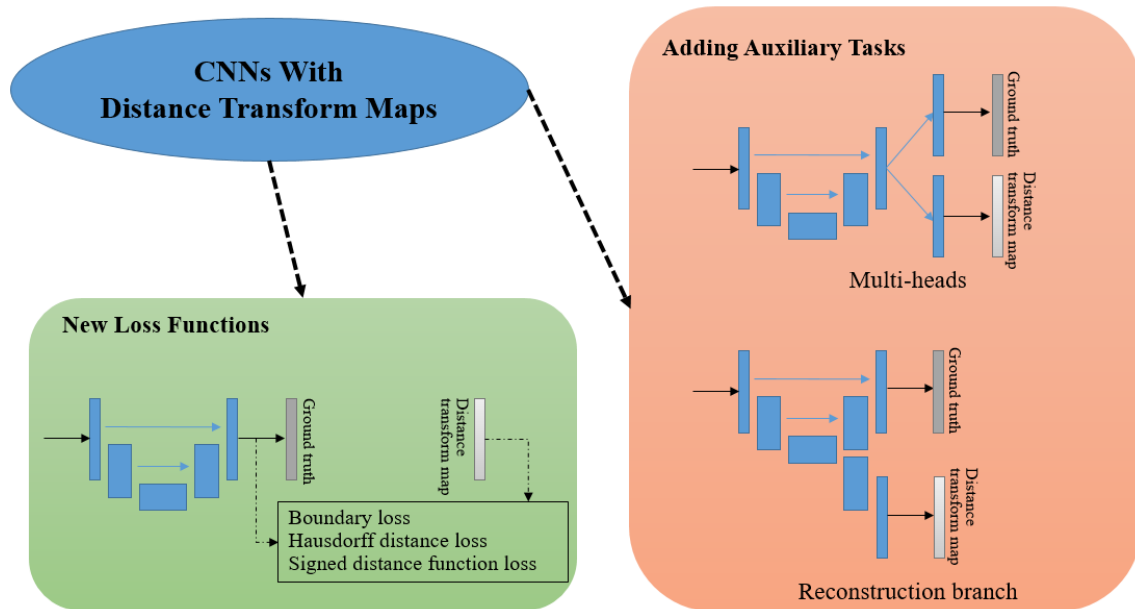 CNNs With
Distance Transform Maps
New Loss Functions
Ground truth
Distance
transform map
Boundary loss
Hausdorff distance loss
Signed distance function loss
Adding Auxiliary Tasks
Ground truth
Distance
transform map
Multi-heads
Ground truth
Distance
transform map
Reconstruction branch